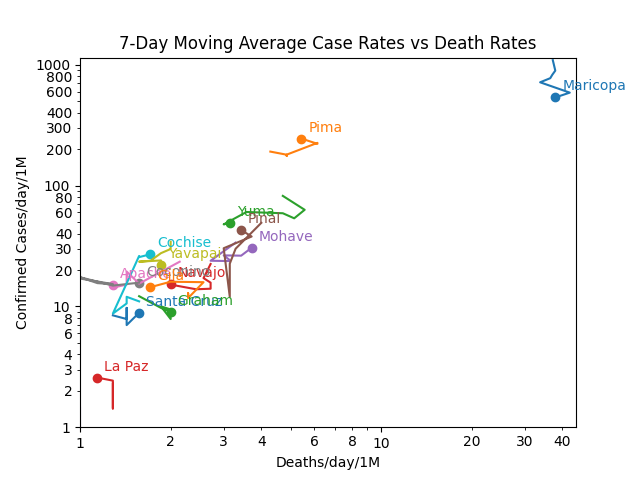 7-Day Moving Average Case Rates vs Death Rates
Confirmed Cases/day/1M
1000
800
600
400
300
200
100
80
60
40
30
20
10
8
6
4
3
2
1
Maricopa
Pima
Yuma
Pinal
Mohave
Cochise
Yavapai
Coconino
Apache
Gila
Navajo
Santa Cruz
Graham
La Paz
1 2 3 4 6 8 10 20 30 40
Deaths/day/1M